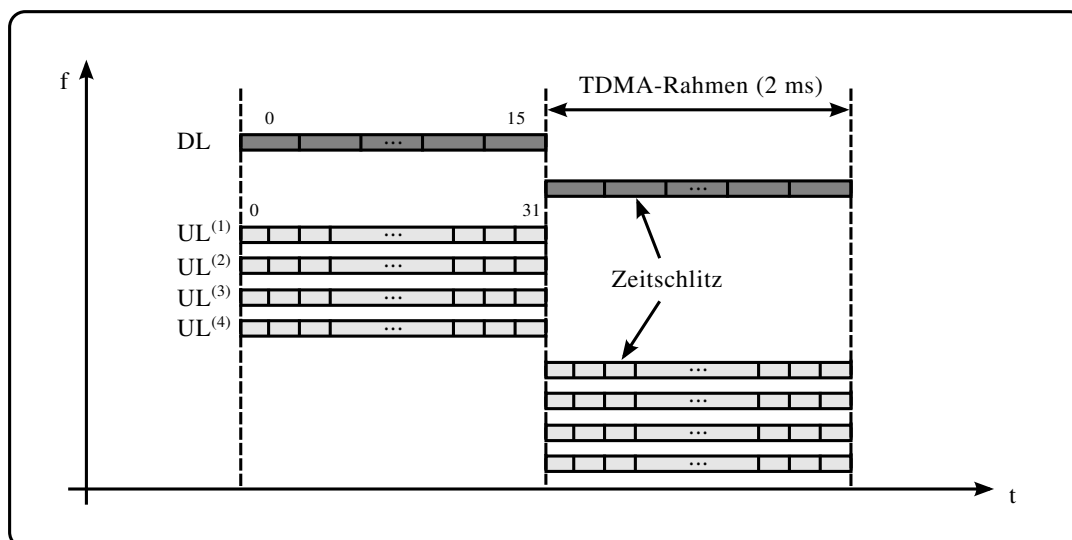 f
TDMA-Rahmen (2 ms)
0 15
DL ...
...
0 31
UL(1) ...
UL(2) ...
Zeitschlitz
UL(3) ...
UL(4) ...
...
...
...
...
t